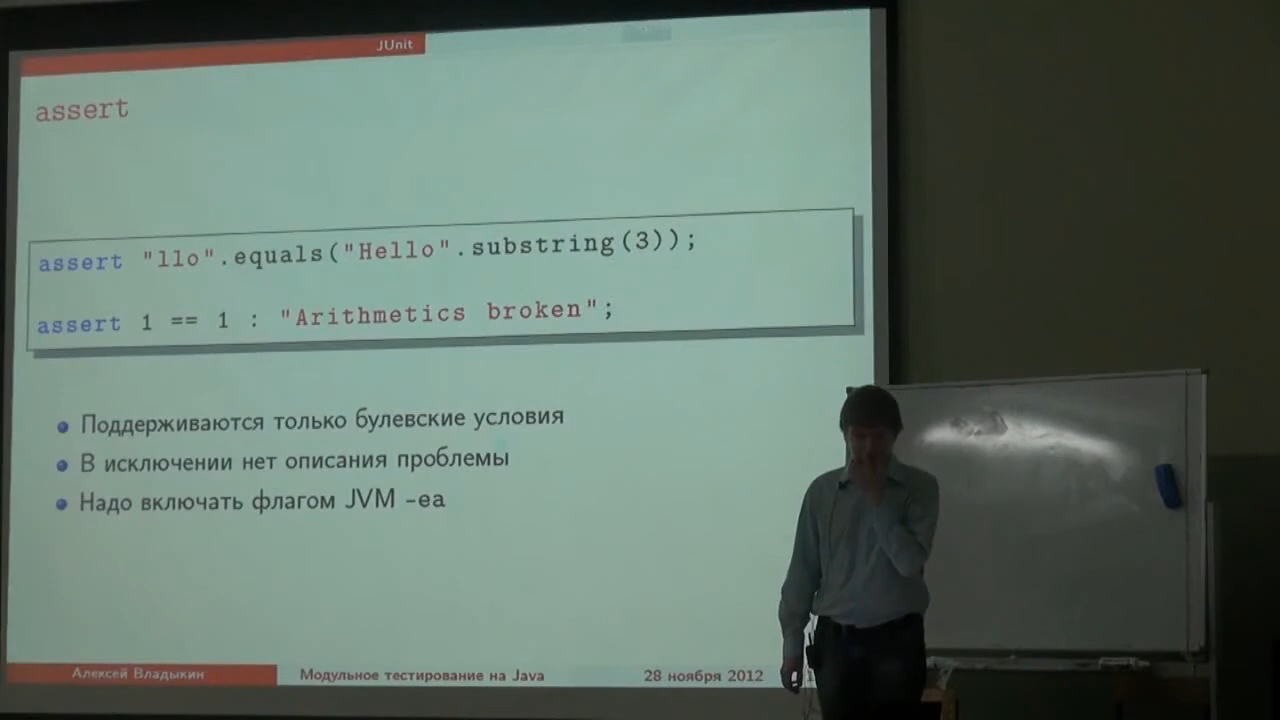 JUnit
assert
assert "llo".equals("Hello".substring(3));
assert 1 == 1 : "Arithmetics broken";
Поддерживаются только булевские условия
В исключении нет описания проблемы
Надо включать флагом JVM -ea
Алексей Владыкин Модульное тестирование на Java 28 ноября 2012